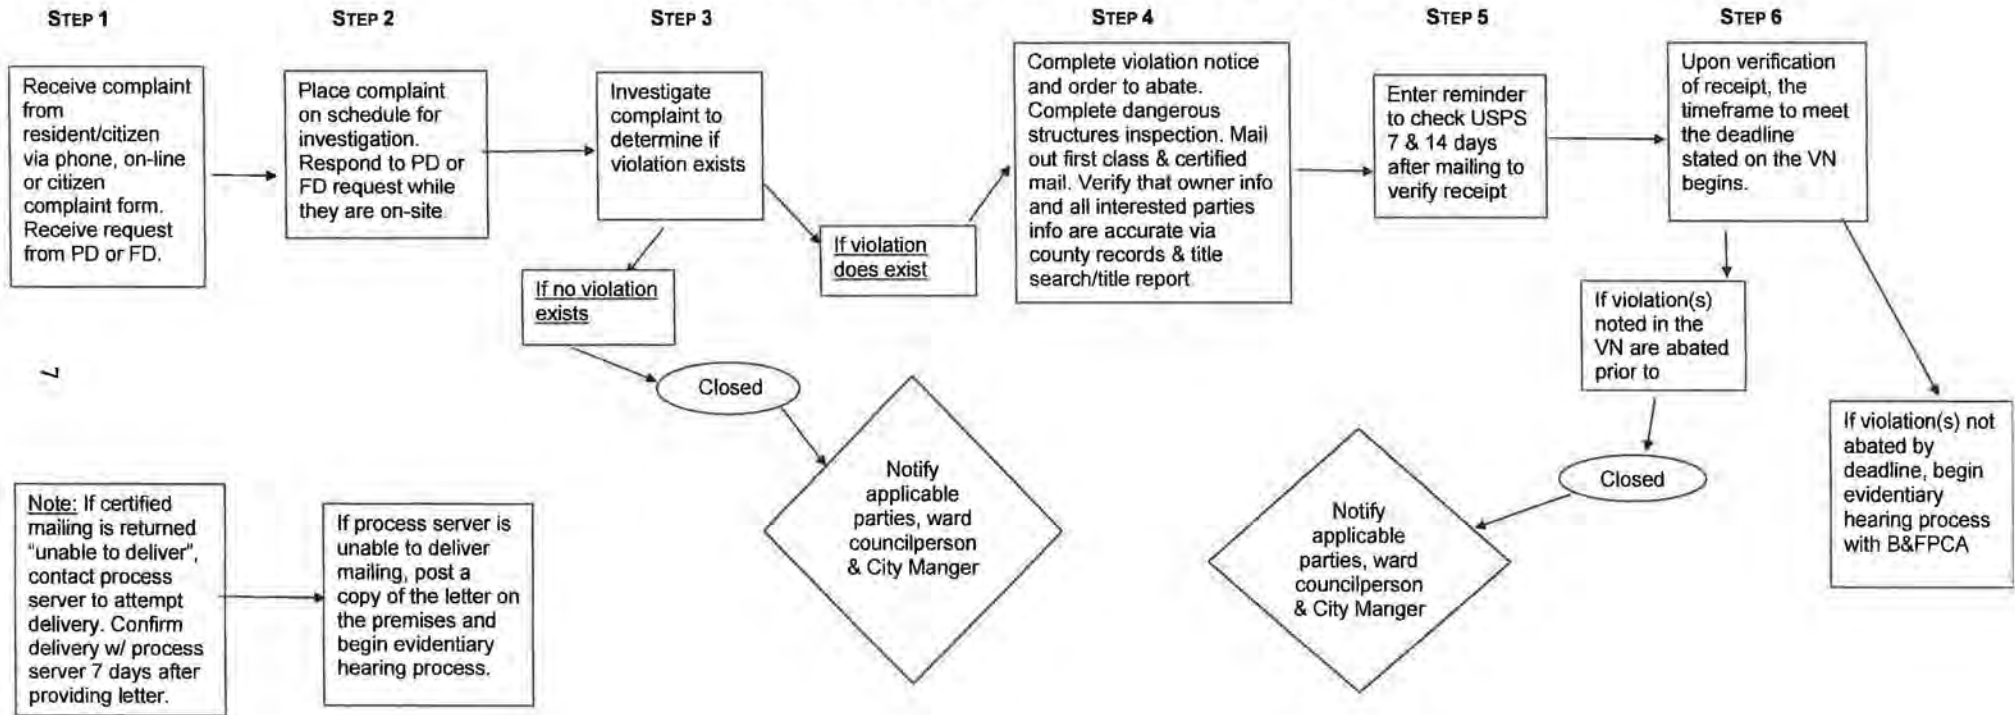 STEP 1
STEP 2
STEP 3
STEP 4
STEP 5
STEP 6
Receive complaint
from
resident/citizen
via phone, on-line
or citizen
complaint form.
Receive request
from PD or FD.
Place complaint
on schedule for
investigation.
Respond to PD or
FD request while
they are on-site
Investigate
complaint to
determine if
violation exists
If no violation
exists
Closed
Notify
applicable
parties, ward
councilperson
& City Manger
If violation
does exist
Complete violation notice
and order to abate.
Complete dangerous
structures inspection. Mail
out first class & certified
mail. Verify that owner info
and all interested parties
info are accurate via
county records & title
search/title report
Enter reminder
to check USPS
7 & 14 days
after mailing to
verify receipt
Upon verification
of receipt, the
timeframe to meet
the deadline
stated on the VN
begins.
If violation(s)
noted in the
VN are abated
prior to
Closed
Notify
applicable
parties, ward
councilperson
& City Manger
If violation(s) not
abated by
deadline, begin
evidentiary
hearing process
with B&FPCA
7
Note: If certified
mailing is returned
“unable to deliver”,
contact process
server to attempt
delivery. Confirm
delivery w/ process
server 7 days after
providing letter.
If process server is
unable to deliver
mailing, post a
copy of the letter on
the premises and
begin evidentiary
hearing process.